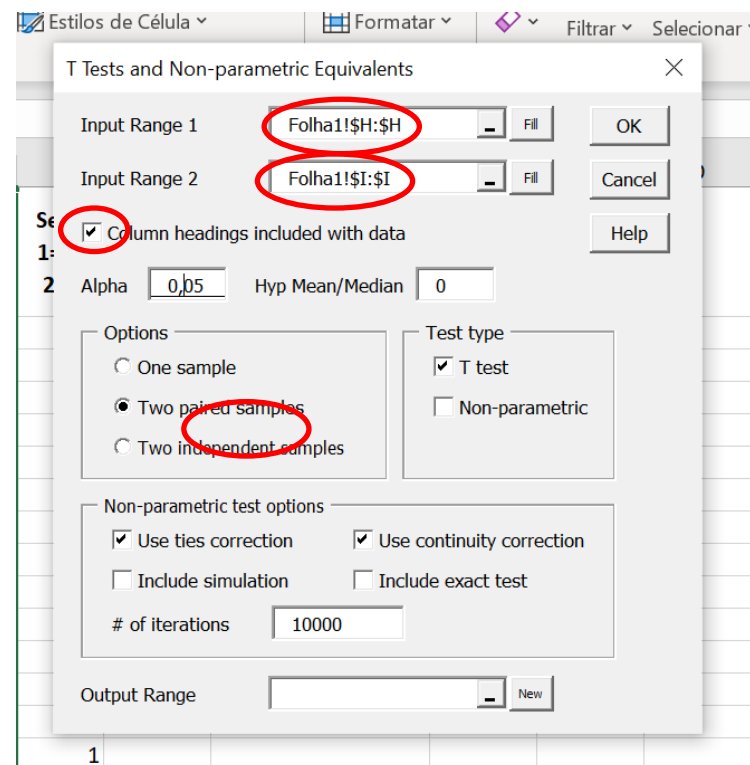 Estilos de Célula
Formatar
Filtrar
Selecionar
T Tests and Non-parametric Equivalents
Input Range 1
Folha1!$H:$H
Fill
OK
Input Range 2
Folha1!$I:$I
Fill
Cancel
Column headings included with data
Help
Alpha
0,05
Hyp Mean/Median
0
Options
One sample
Two paired samples
Two independent samples
Test type
T test
Non-parametric
Non-parametric test options
Use ties correction
Use continuity correction
Include simulation
Include exact test
# of iterations
10000
Output Range
New
Se
1=
2
1